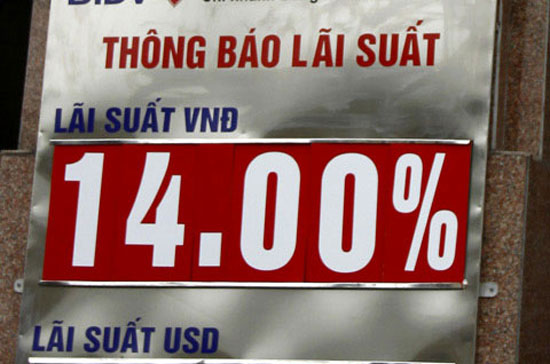 BIDV
THÔNG BÁO LÃI SUẤT
LÃI SUẤT VNĐ
14.00%
LÃI SUẤT USD